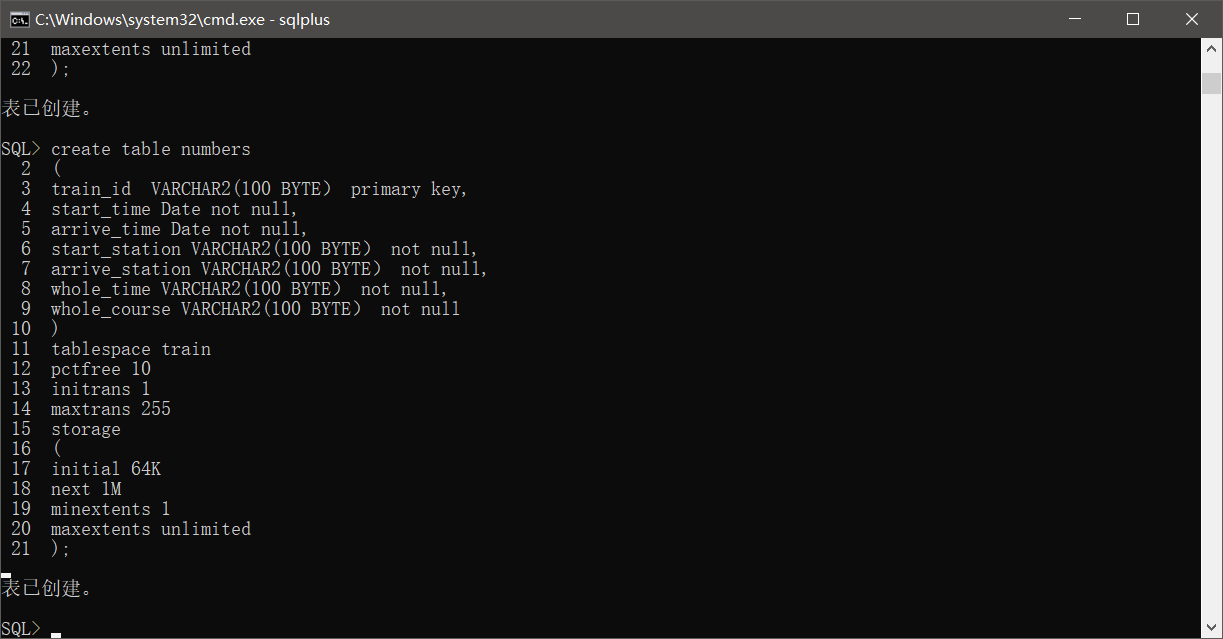 C:\Windows\system32\cmd.exe - sqlplus
21 maxextents unlimited
22 );
表已创建。
SQL> create table numbers
2 (
3 train_id  VARCHAR2(100 BYTE)  primary key,
4 start_time Date not null,
5 arrive_time Date not null,
6 start_station VARCHAR2(100 BYTE)  not null,
7 arrive_station VARCHAR2(100 BYTE)  not null,
8 whole_time VARCHAR2(100 BYTE)  not null,
9 whole_course VARCHAR2(100 BYTE)  not null
10 )
11 tablespace train
12 pctfree 10
13 initrans 1
14 maxtrans 255
15 storage
16 (
17 initial 64K
18 next 1M
19 minextents 1
20 maxextents unlimited
21 );
表已创建。
SQL>